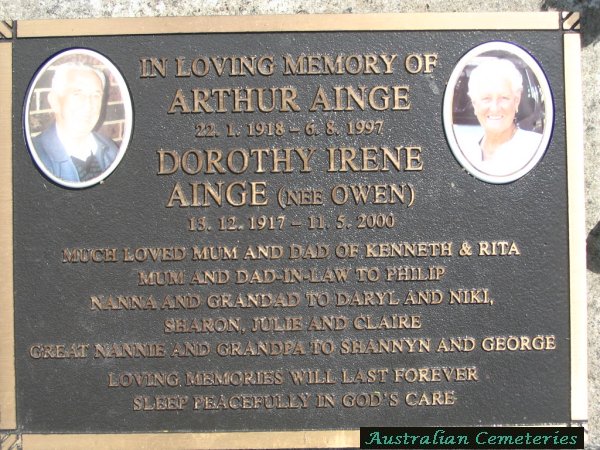 IN LOVING MEMORY OF
ARTHUR AINGE
22. 1. 1918 – 6. 8. 1997
DOROTHY IRENE
AINGE (NEE OWEN)
13. 12. 1917 – 11. 5. 2000
MUCH LOVED MUM AND DAD OF KENNETH & RITA
MUM AND DAD-IN-LAW TO PHILIP
NANNA AND GRANDAD TO DARYL AND NIKI,
SHARON, JULIE AND CLAIRE
GREAT NANNIE AND GRANDPA TO SHANNYN AND GEORGE
LOVING MEMORIES WILL LAST FOREVER
SLEEP PEACEFULLY IN GOD'S CARE
Australian Cemeteries